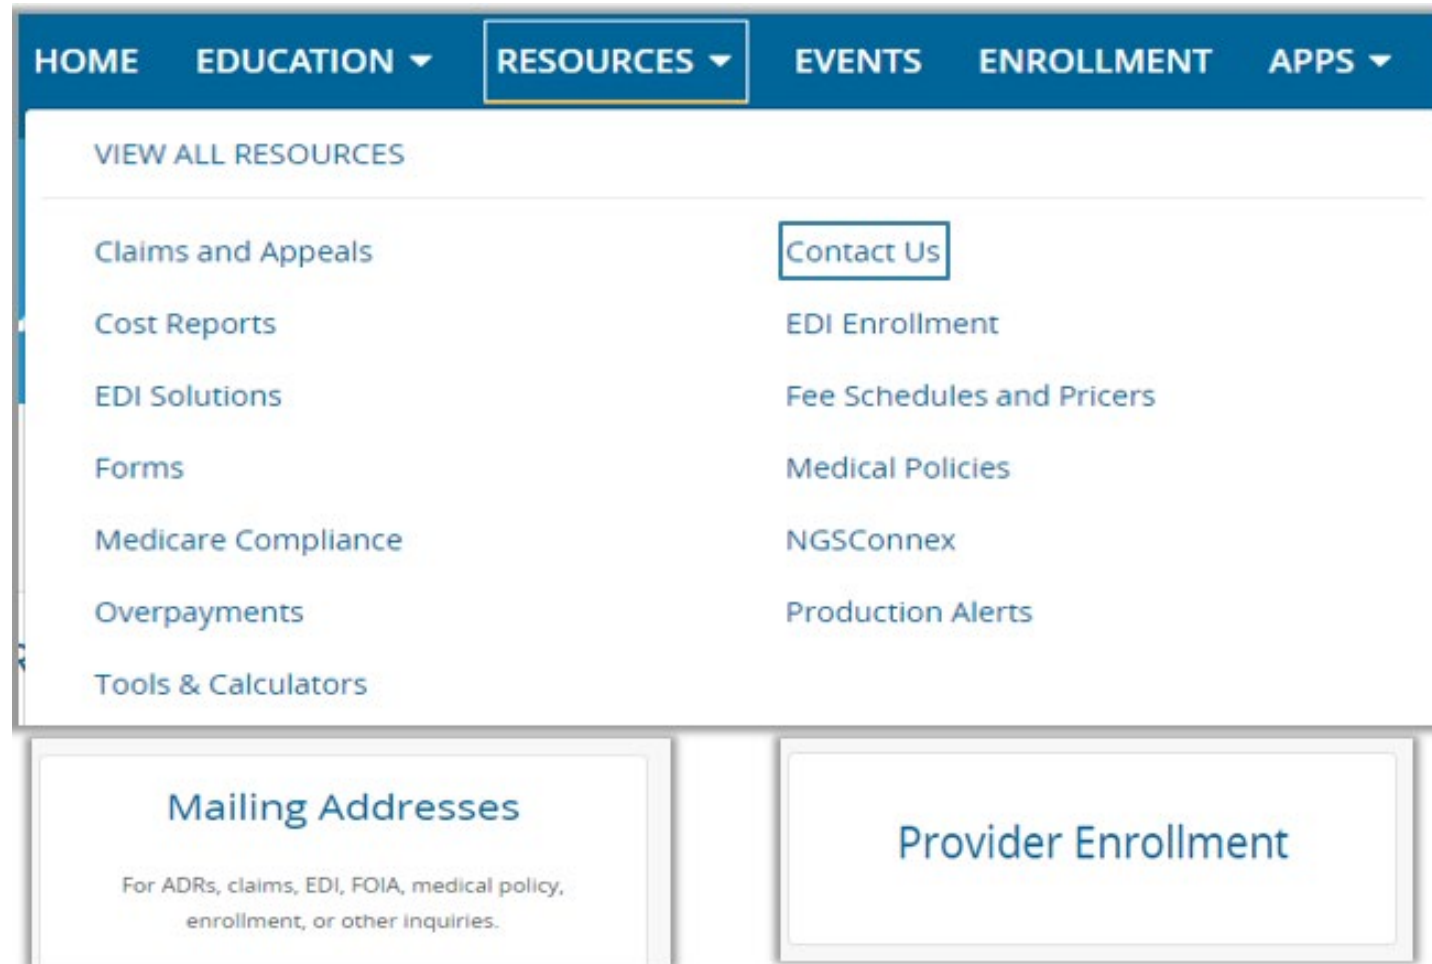 HOME EDUCATION RESOURCES EVENTS ENROLLMENT APPS
VIEW ALL RESOURCES
Claims and Appeals
Contact Us
Cost Reports
EDI Enrollment
EDI Solutions
Fee Schedules and Pricers
Forms
Medical Policies
Medicare Compliance
NGSConnex
Overpayments
Production Alerts
Tools & Calculators
Mailing Addresses
For ADRs, claims, EDI, FOIA, medical policy,
enrollment, or other inquiries.
Provider Enrollment